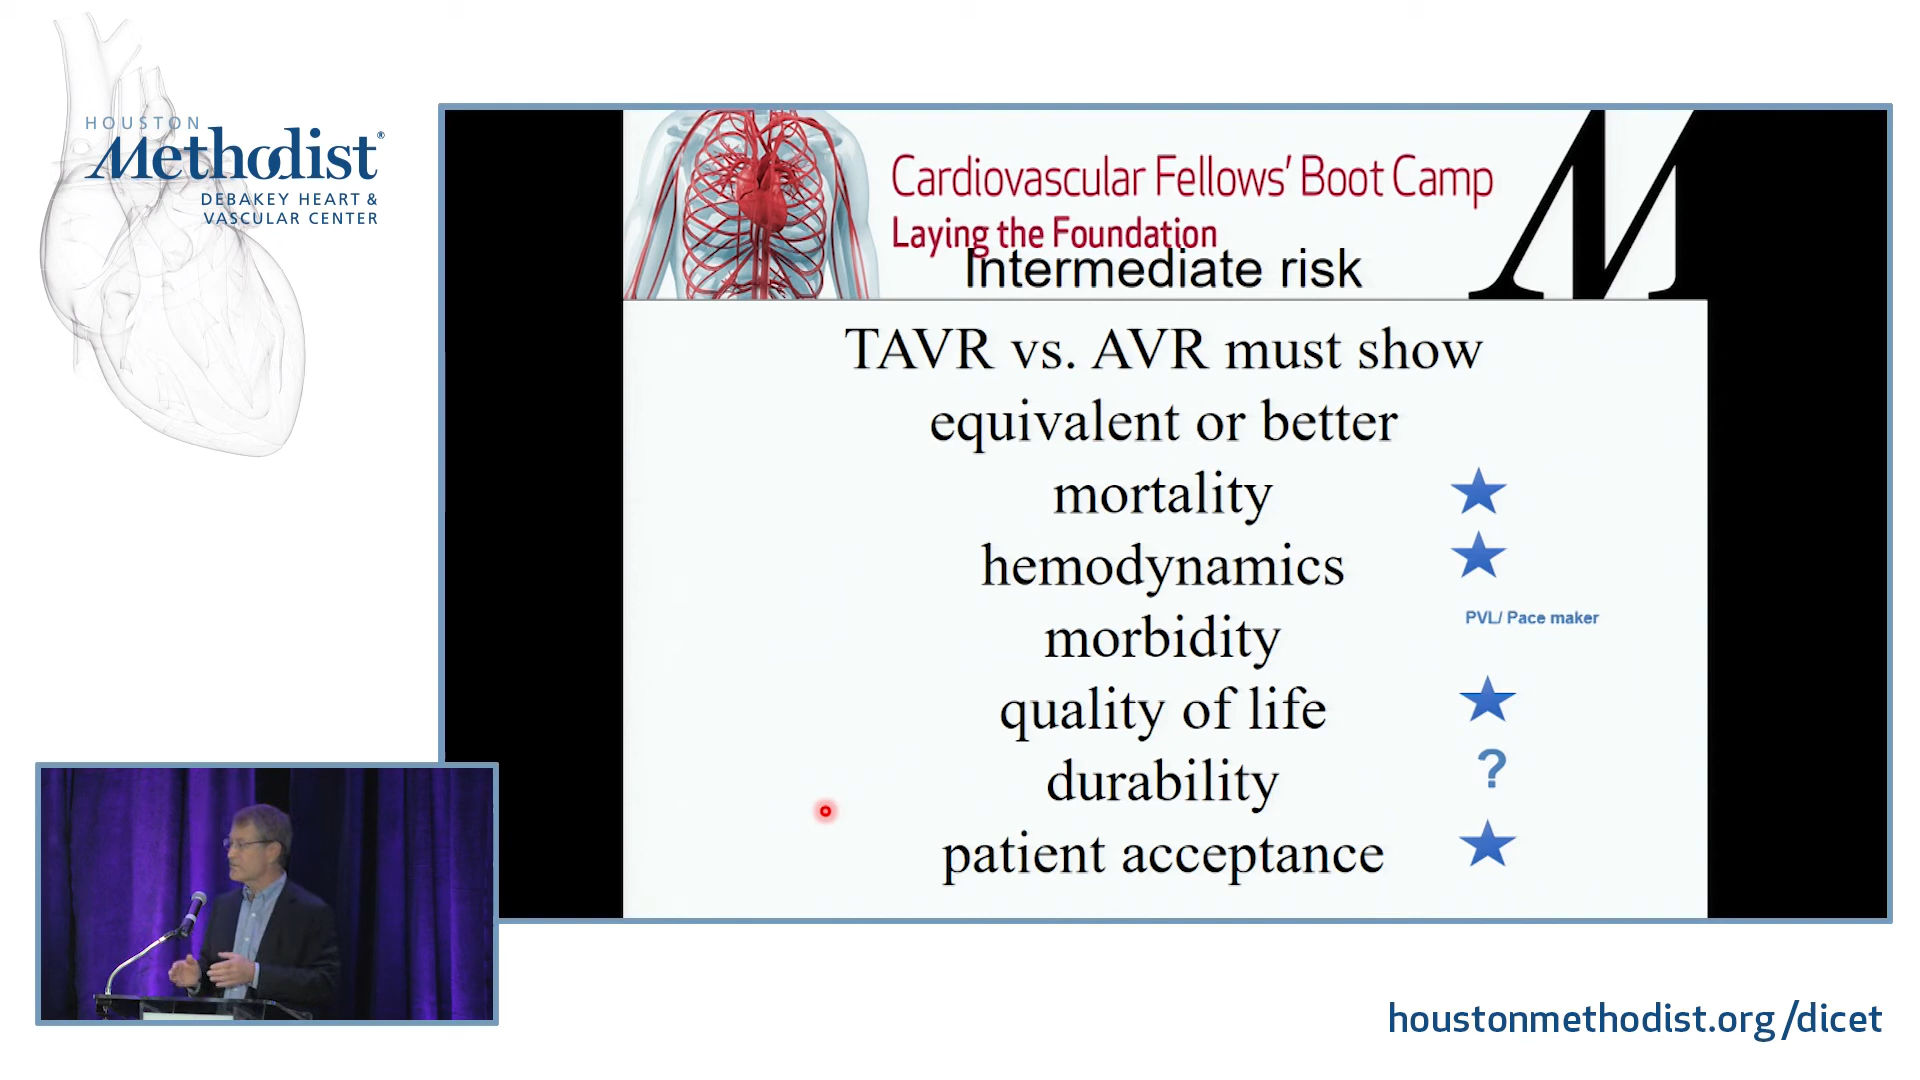 HOUSTON
Methodist®
DEBAKEY HEART &
VASCULAR CENTER
Cardiovascular Fellows' Boot Camp
Laying the Foundation
Intermediate risk
M
TAVR vs. AVR must show
equivalent or better
mortality
hemodynamics
PVL/ Pace maker
morbidity
quality of life
durability ?
patient acceptance
houstonmethodist.org/dicet